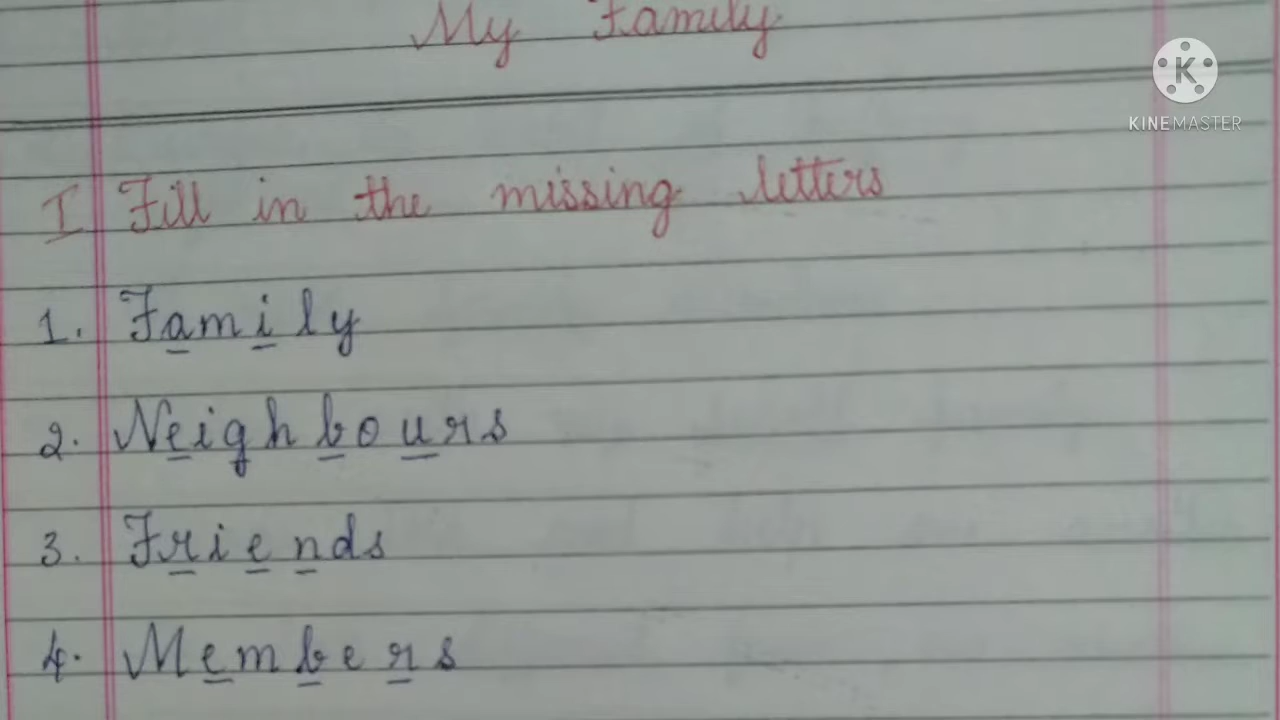 My Family
KINEMASTER
I Fill in the missing letters
1. Family
2. Neighbours
3. Friends
4. Members